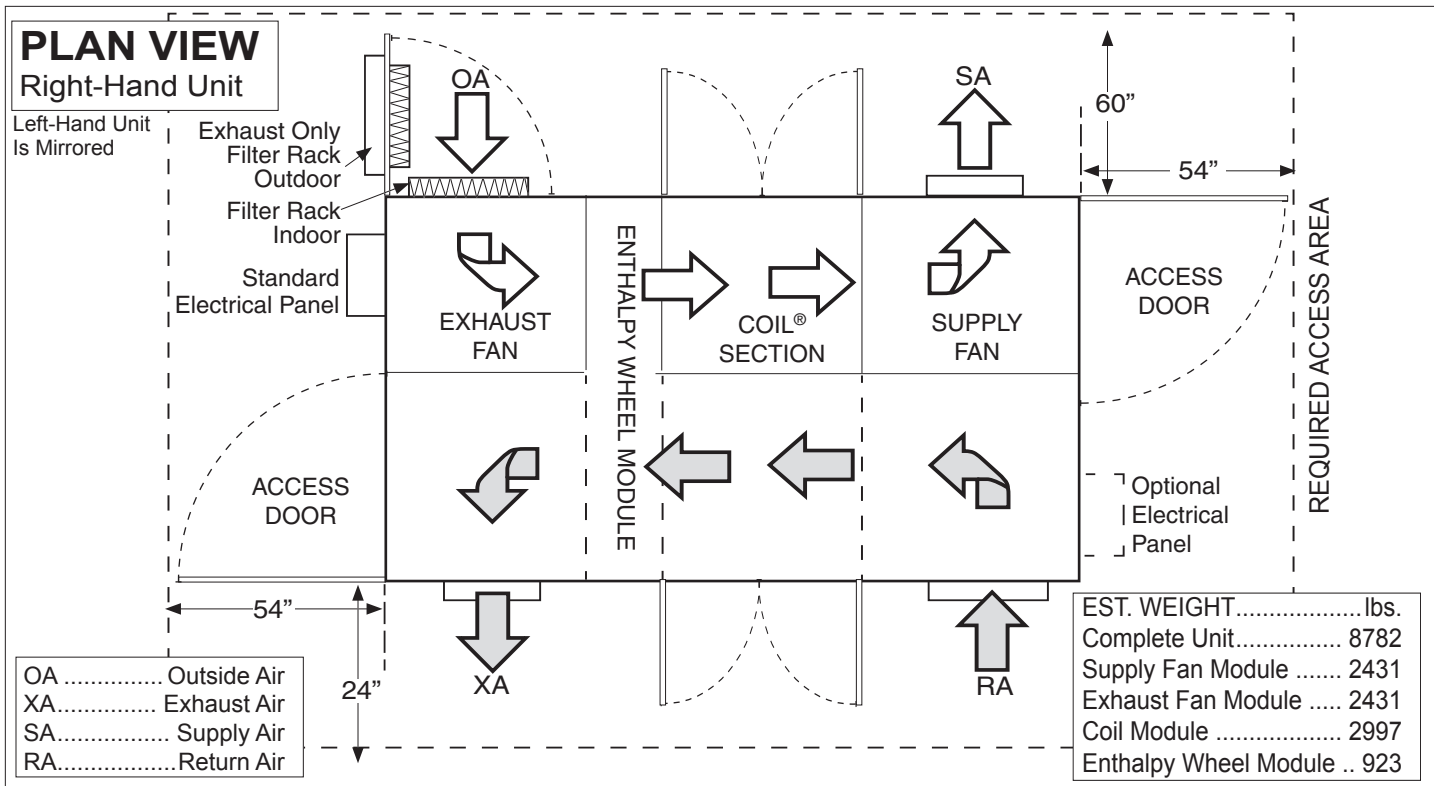 PLAN VIEW
Right-Hand Unit
Left-Hand Unit
Is Mirrored
Exhaust Only
Filter Rack
Outdoor
Filter Rack
Indoor
Standard
Electrical Panel
OA
SA
60”
54”
REQUIRED ACCESS AREA
EXHAUST
FAN
ENTHALPY WHEEL MODULE
COIL®
SECTION
SUPPLY
FAN
ACCESS
DOOR
ACCESS
DOOR
Optional
Electrical
Panel
54”
24”
XA
RA
OA .............. Outside Air
XA............... Exhaust Air
SA................. Supply Air
RA.................Return Air
EST. WEIGHT...................lbs.
Complete Unit................. 8782
Supply Fan Module ....... 2431
Exhaust Fan Module ..... 2431
Coil Module .................. 2997
Enthalpy Wheel Module .. 923